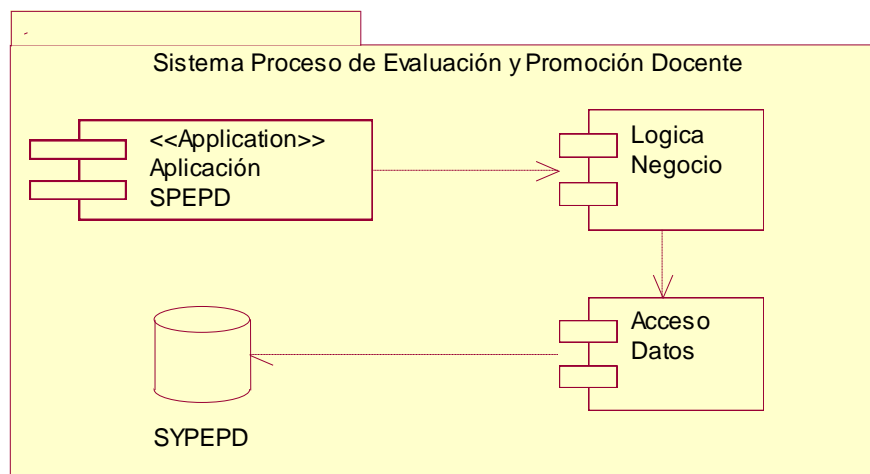 Sistema Proceso de Evaluación y Promoción Docente
<<Application>>
Aplicación
SPEPD
Logica
Negocio
Acceso
Datos
SYPEPD